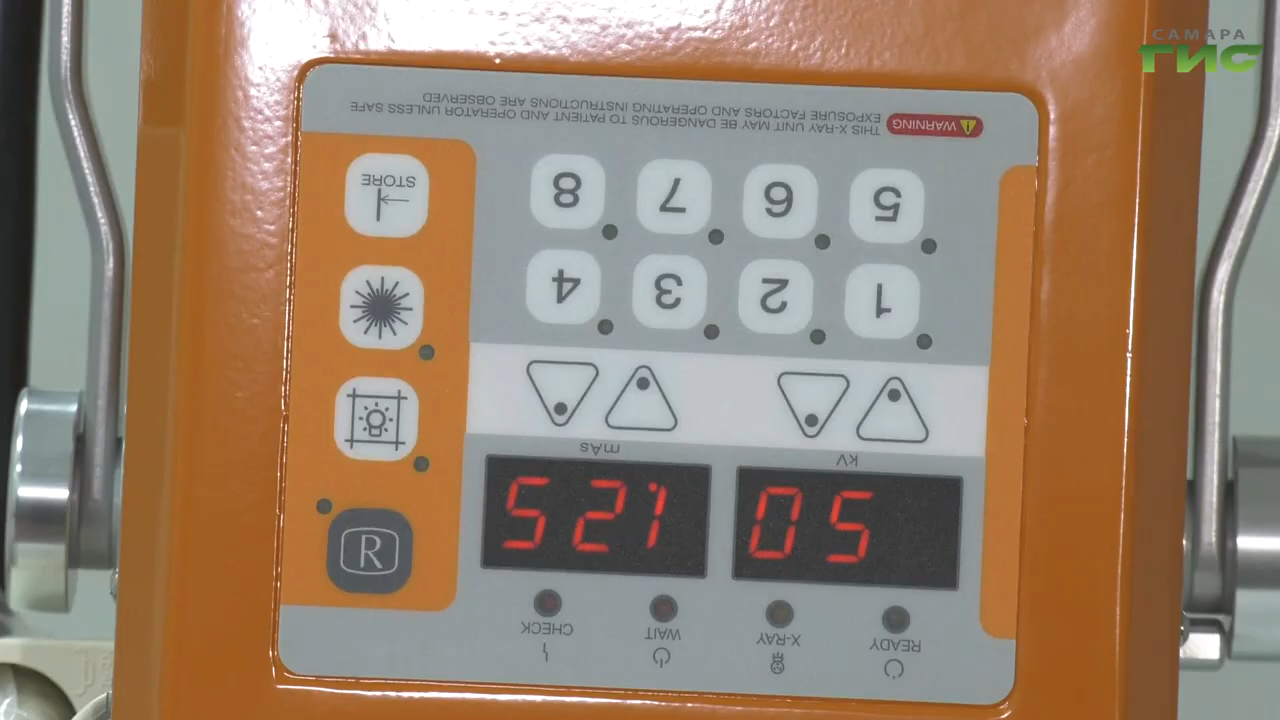 САМАРА
ГИС
READY X-RAY WAIT CHECK
50 1.25
R
kV mAs
1 2 3 4
5 6 7 8
STORE
WARNING
THIS X-RAY UNIT MAY BE DANGEROUS TO PATIENT AND OPERATOR UNLESS SAFE
EXPOSURE FACTORS AND OPERATING INSTRUCTIONS ARE OBSERVED